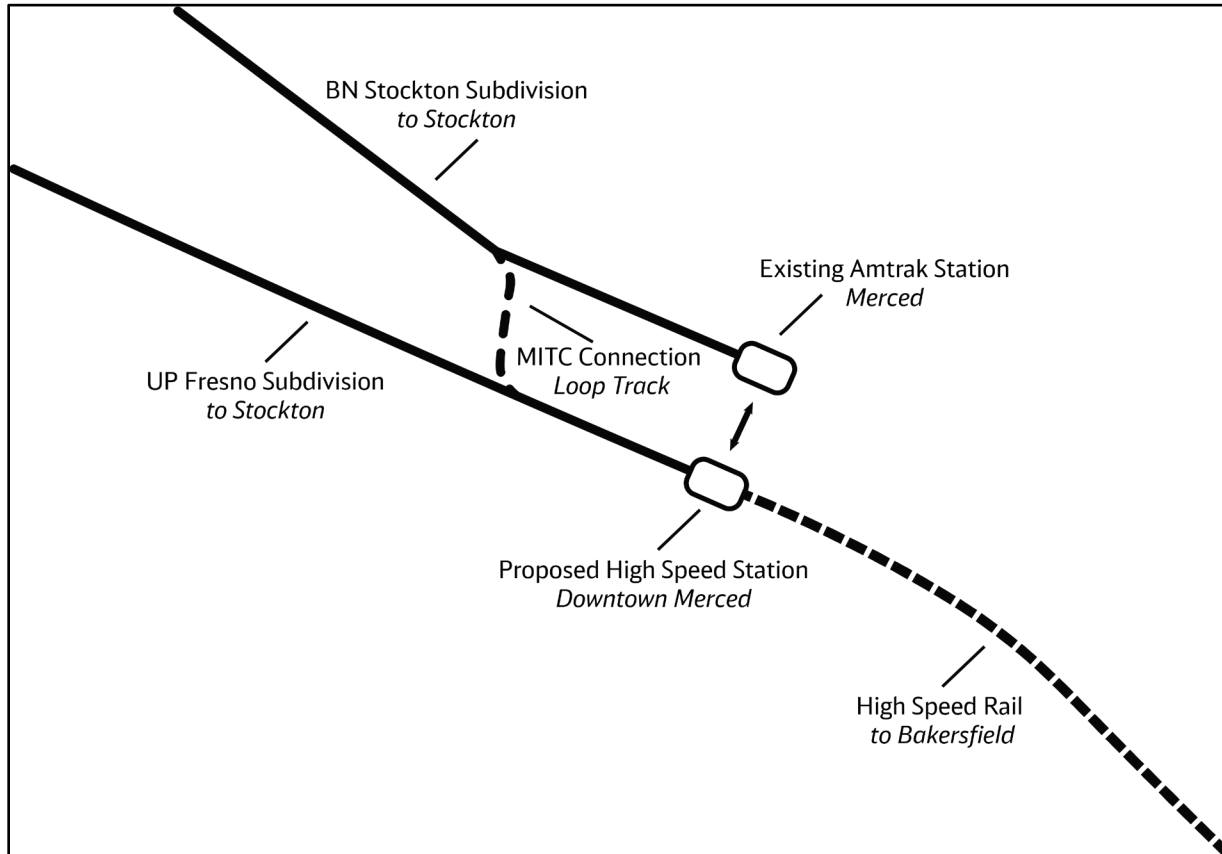 BN Stockton Subdivision
to Stockton
Existing Amtrak Station
Merced
MITC Connection
Loop Track
UP Fresno Subdivision
to Stockton
Proposed High Speed Station
Downtown Merced
High Speed Rail
to Bakersfield